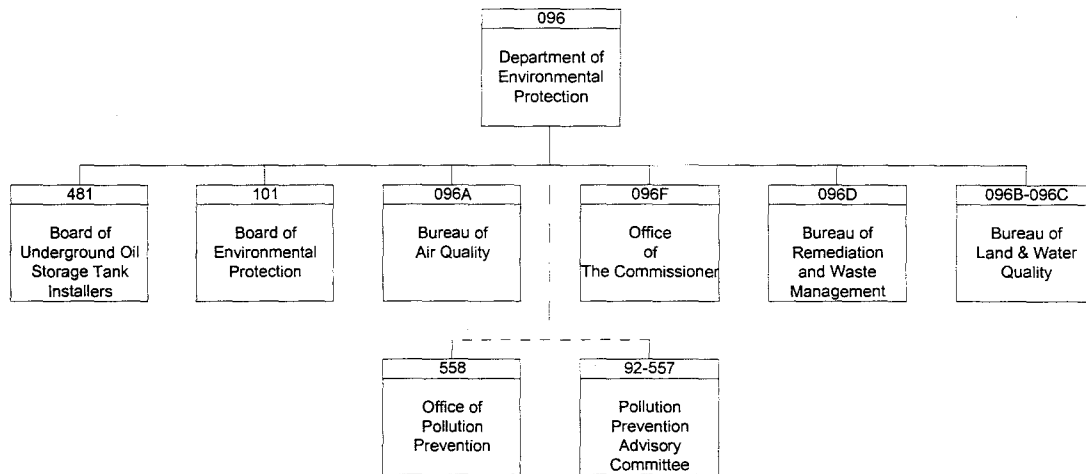 096
Department of
Environmental
Protection
481
Board of
Underground Oil
Storage Tank
Installers
101
Board of
Environmental
Protection
096A
Bureau of
Air Quality
096F
Office
of
The Commissioner
096D
Bureau of
Remediation
and Waste
Management
096B-096C
Bureau of
Land & Water
Quality
558
Office of
Pollution
Prevention
92-557
Pollution
Prevention
Advisory
Committee